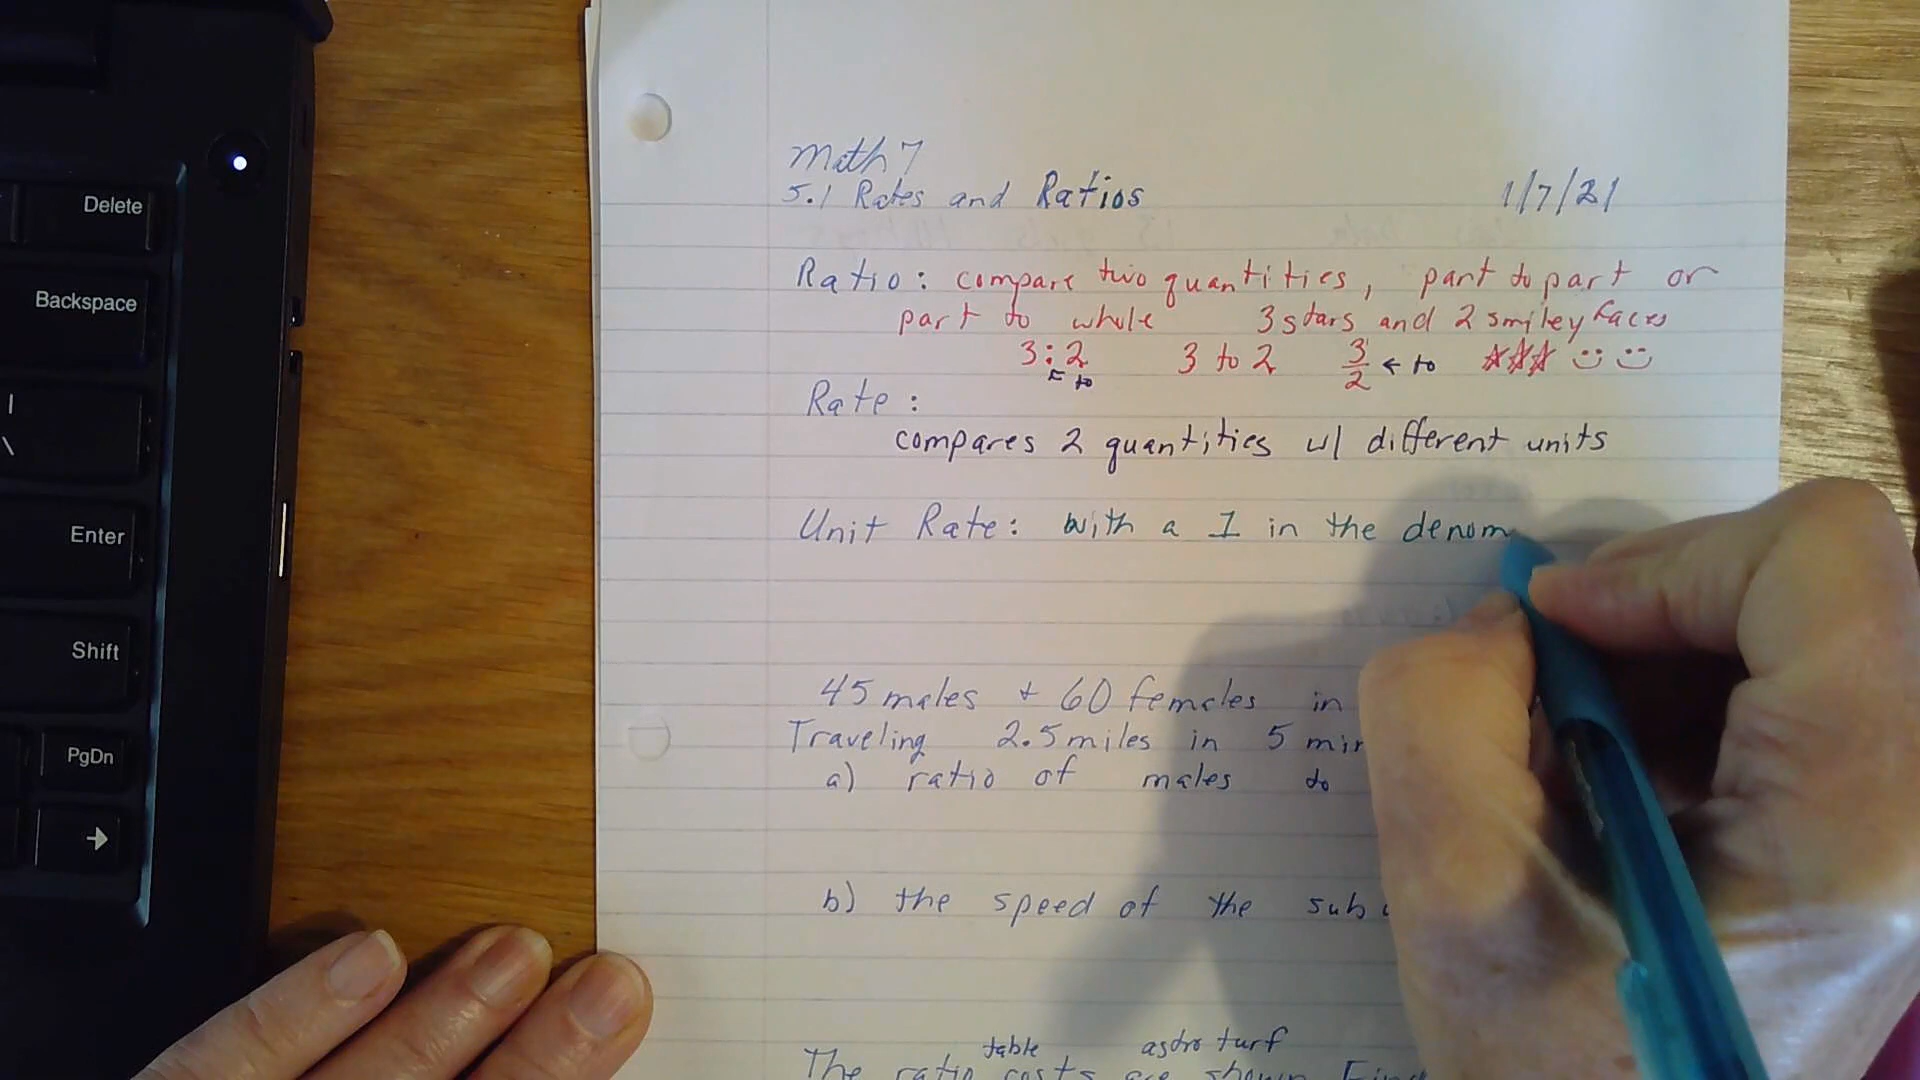 Delete
Backspace
|
\
Enter
Shift
PgDn
→
Math 7
5.1 Rates and Ratios 1/7/21
Ratio: compare two quantities, part to part or
part to whole 3 stars and 2 smiley faces
3:2 3 to 2 3/2 ← to ☆☆☆ ☺ ☺
← to
Rate:
compares 2 quantities w/ different units
Unit Rate: with a 1 in the denom
45 males + 60 females in
Traveling 2.5 miles in 5 min
a) ratio of males to
b) the speed of the sub
table astro turf
The ratio costs are shown Find